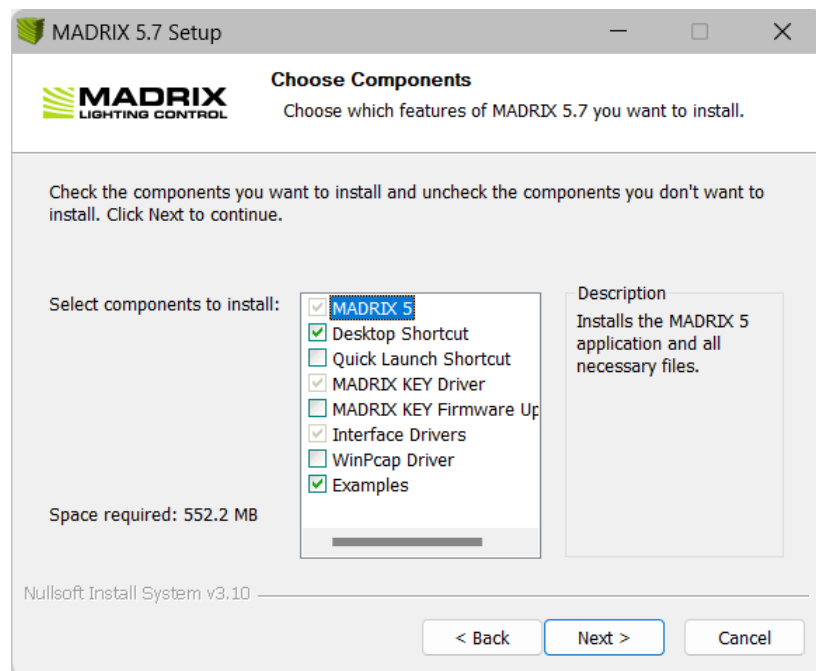 MADRIX 5.7 Setup
MADRIX
LIGHTING CONTROL
Choose Components
Choose which features of MADRIX 5.7 you want to install.
Check the components you want to install and uncheck the components you don't want to
install. Click Next to continue.
Select components to install:
MADRIX 5
Desktop Shortcut
Quick Launch Shortcut
MADRIX KEY Driver
MADRIX KEY Firmware Up
Interface Drivers
WinPcap Driver
Examples
Description
Installs the MADRIX 5
application and all
necessary files.
Space required: 552.2 MB
Nullsoft Install System v3.10
< Back
Next >
Cancel